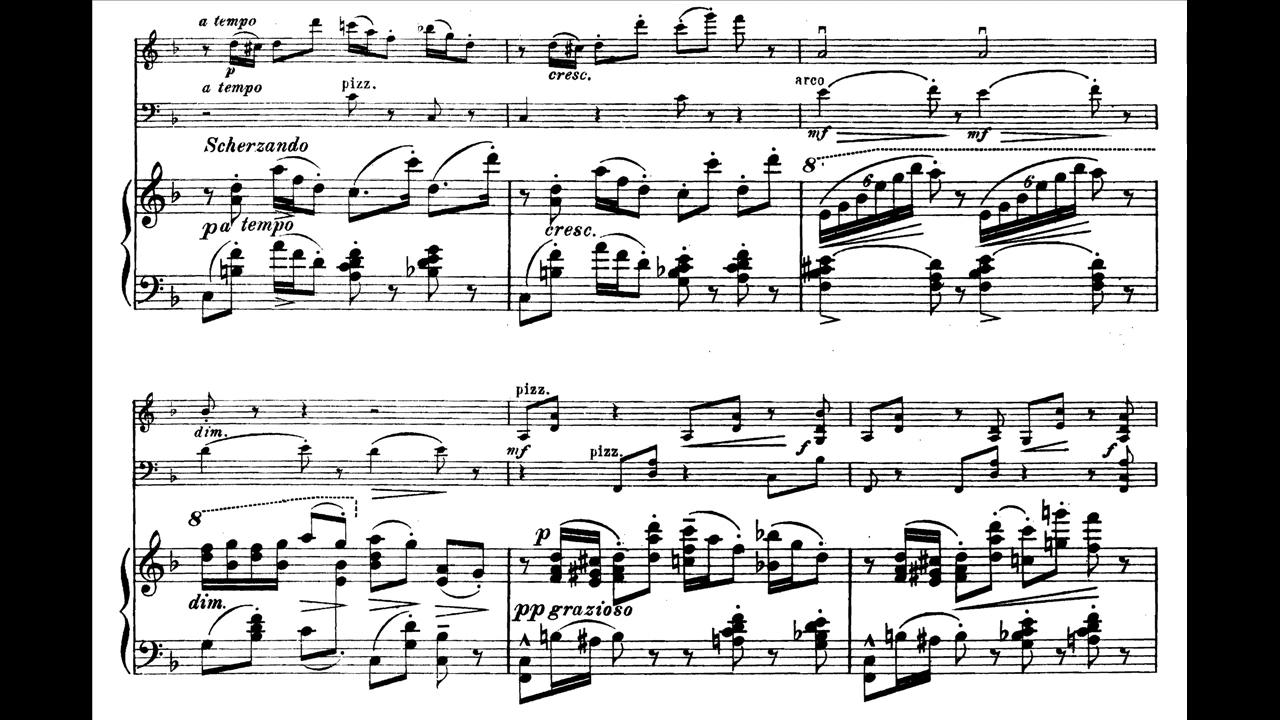 a tempo
p
cresc.
a tempo
pizz.
arco
mf
mf
Scherzando
8
6
6
p a tempo
cresc.
pizz.
dim.
mf
f
f
pizz.
8
p
dim.
pp grazioso